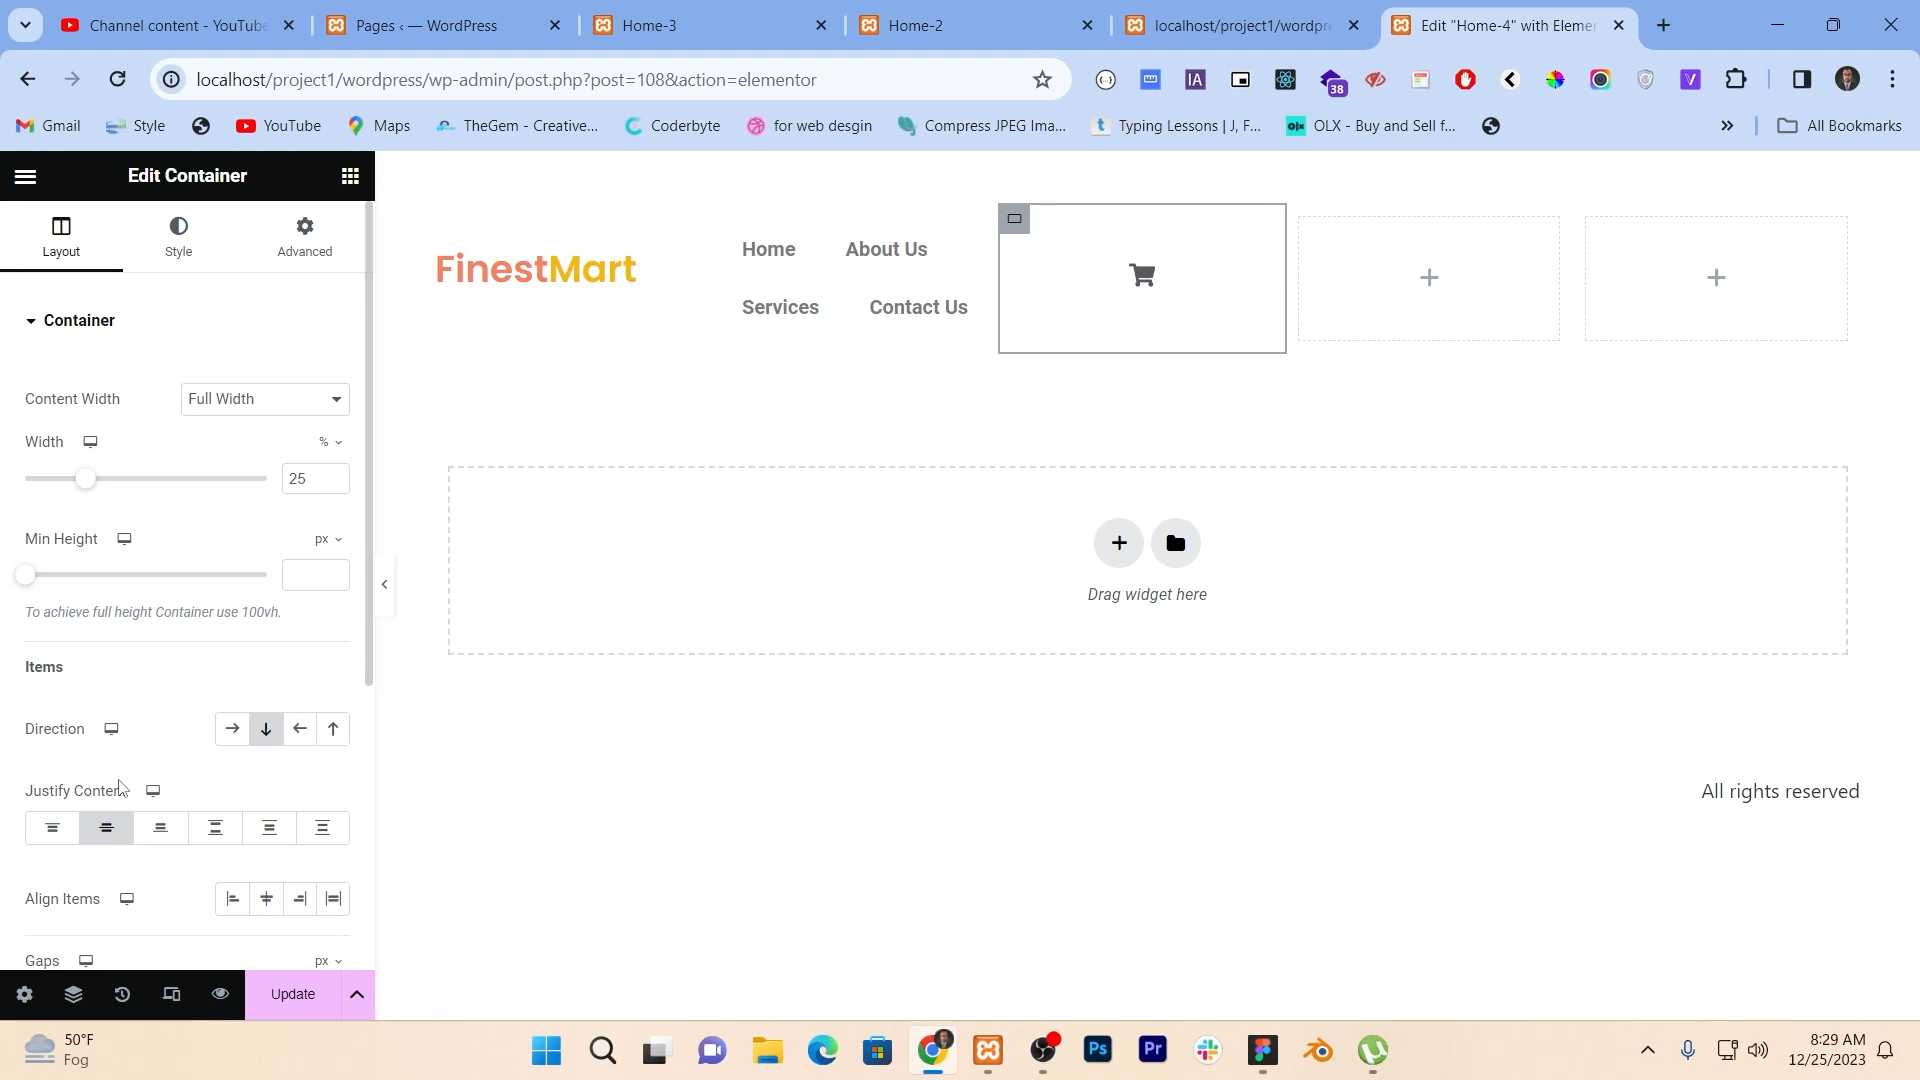 Channel content - YouTube
Pages ‹ — WordPress
Home-3
Home-2
localhost/project1/wordpr
Edit "Home-4" with Elemen
localhost/project1/wordpress/wp-admin/post.php?post=108&action=elementor
IA
38
V
Gmail
Style
YouTube
Maps
TheGem - Creative...
Coderbyte
for web desgin
Compress JPEG Ima...
Typing Lessons | J, F...
OLX - Buy and Sell f...
All Bookmarks
Edit Container
Layout
Style
Advanced
Container
Content Width
Full Width
Width
%
25
Min Height
px
To achieve full height Container use 100vh.
Items
Direction
Justify Content
Align Items
Gaps
px
Update
FinestMart
Home
About Us
Services
Contact Us
Drag widget here
All rights reserved
50°F
Fog
Ps
Pr
8:29 AM
12/25/2023